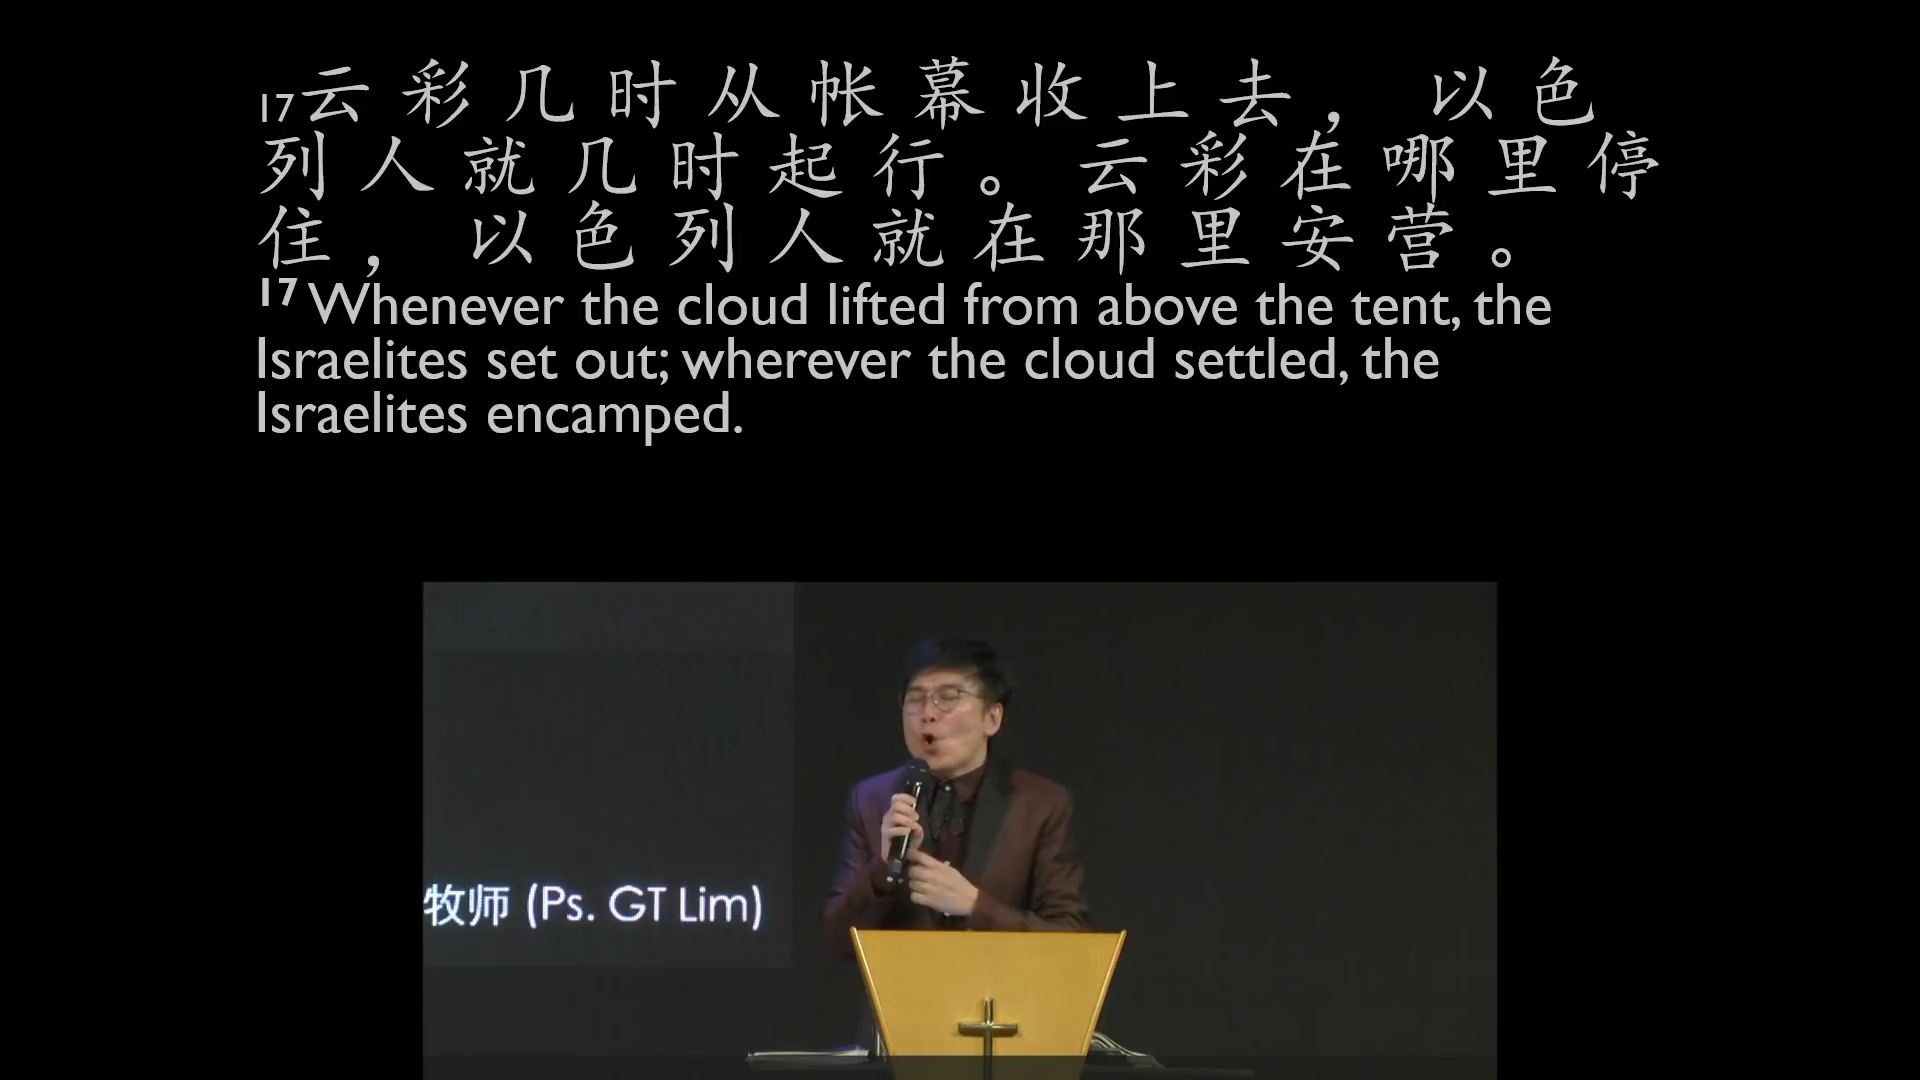 17云彩几时从帐幕收上去，以色
列人就几时起行。云彩在哪里停
住，以色列人就在那里安营。
17 Whenever the cloud lifted from above the tent, the
Israelites set out; wherever the cloud settled, the
Israelites encamped.
牧师 (Ps. GT Lim)